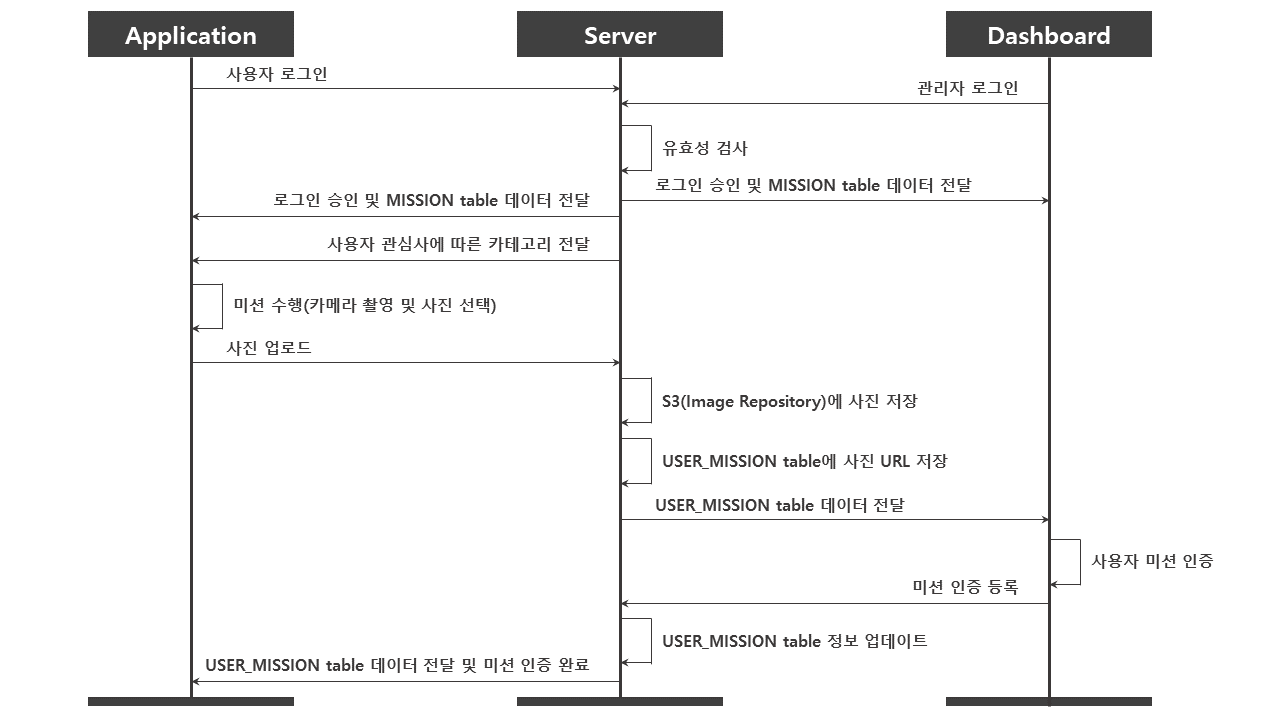 Application
Server
Dashboard
사용자 로그인
관리자 로그인
유효성 검사
로그인 승인 및 MISSION table 데이터 전달
로그인 승인 및 MISSION table 데이터 전달
사용자 관심사에 따른 카테고리 전달
미션 수행(카메라 촬영 및 사진 선택)
사진 업로드
S3(Image Repository)에 사진 저장
USER_MISSION table에 사진 URL 저장
USER_MISSION table 데이터 전달
사용자 미션 인증
미션 인증 등록
USER_MISSION table 정보 업데이트
USER_MISSION table 데이터 전달 및 미션 인증 완료